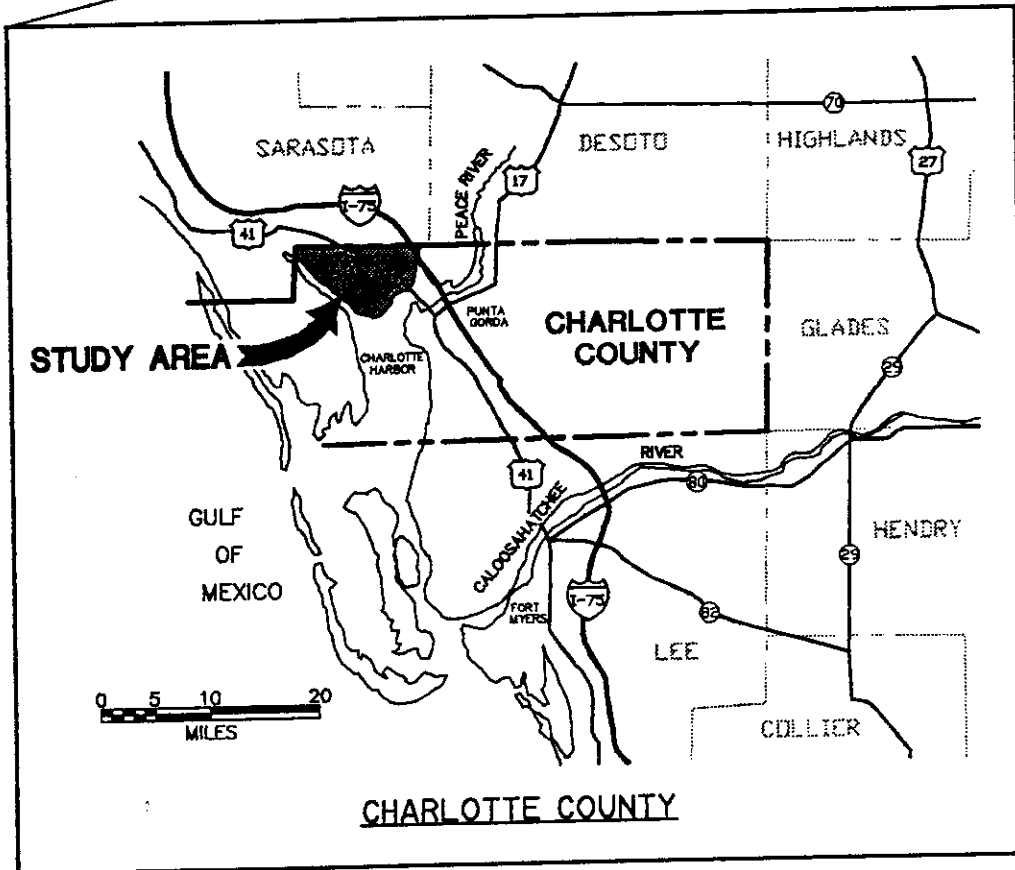 70
SARASOTA
DESOTO
HIGHLANDS
27
17
I-75
PEACE RIVER
41
PUNTA
GORDA
CHARLOTTE
COUNTY
GLADES
STUDY AREA
CHARLOTTE
HARBOR
29
RIVER
41
80
CALOOSAHATCHEE
GULF
OF
MEXICO
HENDRY
29
I-75
FORT
MYERS
82
LEE
0 5 10 20
MILES
COLLIER
CHARLOTTE COUNTY